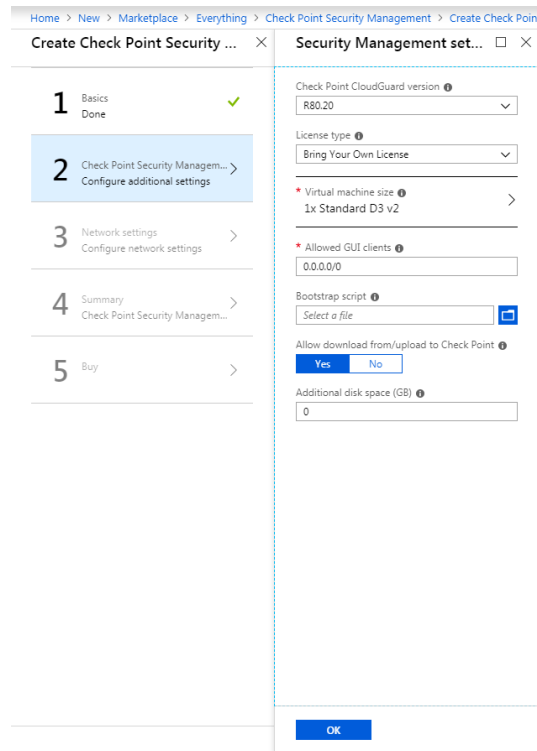 Home > New > Marketplace > Everything > Check Point Security Management > Create Check Poin
Create Check Point Security ...
1
Basics
Done
2
Check Point Security Managem...
Configure additional settings
3
Network settings
Configure network settings
4
Summary
Check Point Security Managem...
5
Buy
Security Management set...
Check Point CloudGuard version
R80.20
License type
Bring Your Own License
* Virtual machine size
1x Standard D3 v2
* Allowed GUI clients
0.0.0.0/0
Bootstrap script
Select a file
Allow download from/upload to Check Point
Yes No
Additional disk space (GB)
0
OK